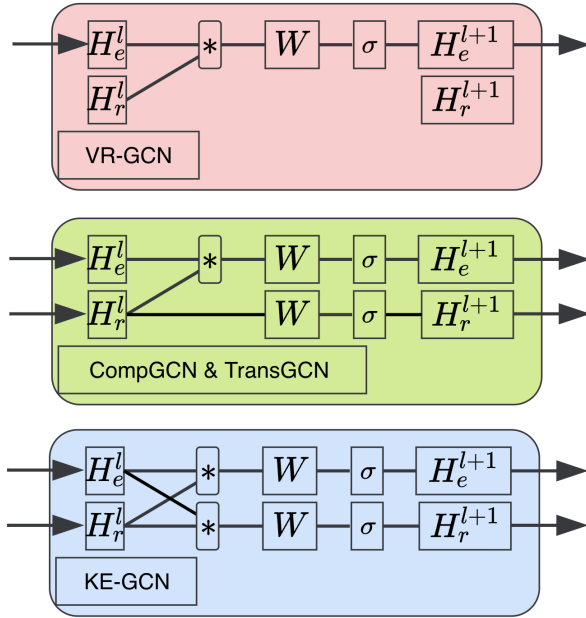 H_e^l * W σ H_e^{l+1}
H_r^l H_r^{l+1}
VR-GCN
H_e^l * W σ H_e^{l+1}
H_r^l W σ H_r^{l+1}
CompGCN & TransGCN
H_e^l * W σ H_e^{l+1}
H_r^l * W σ H_r^{l+1}
KE-GCN